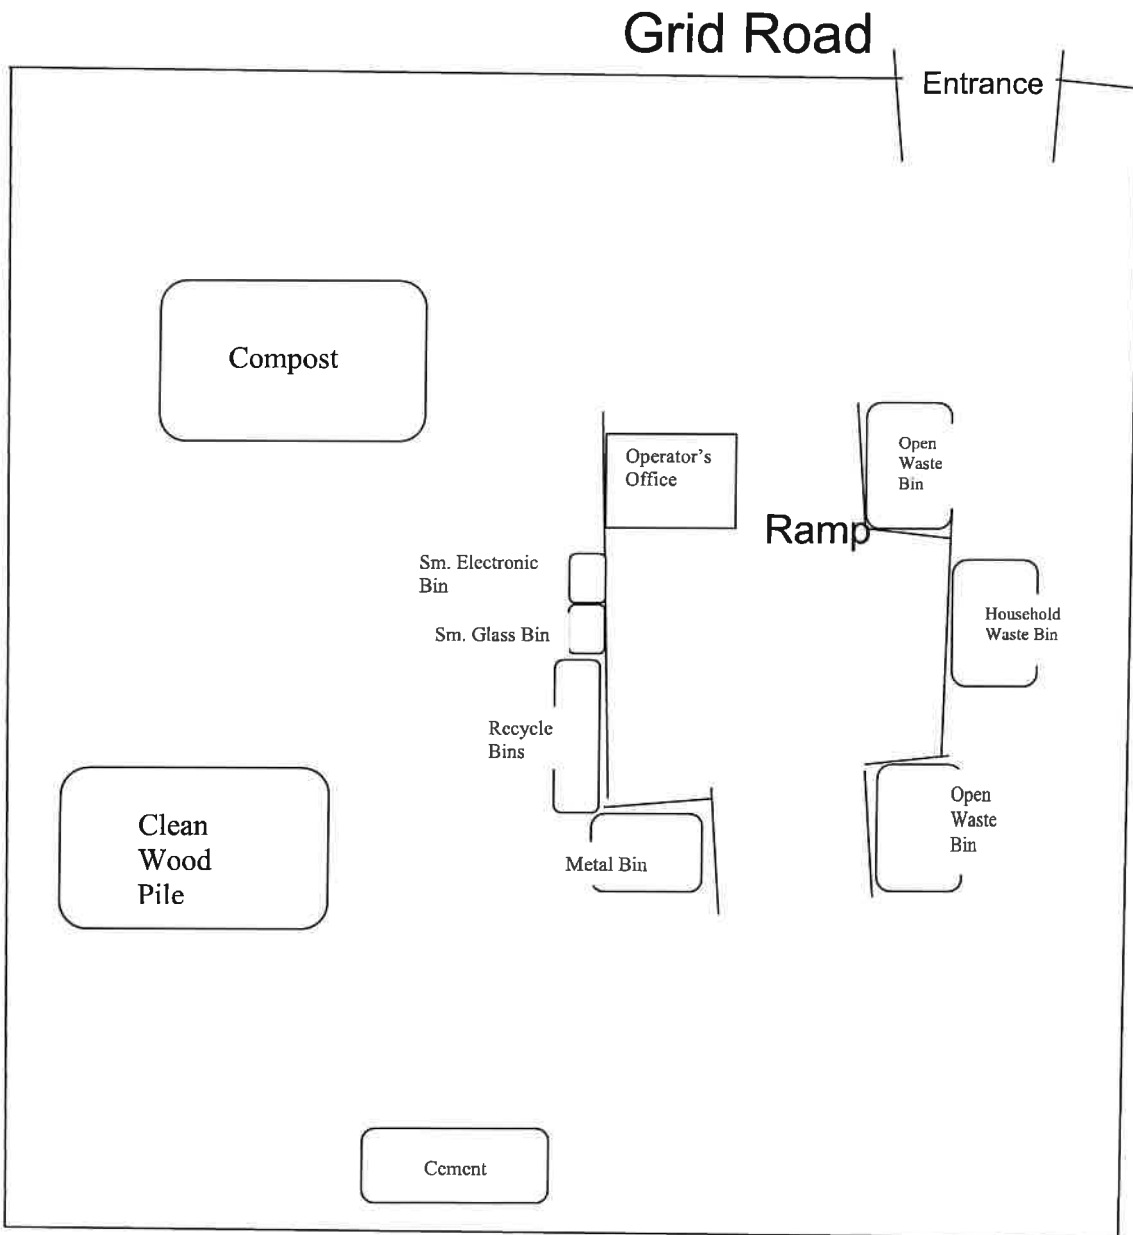 Grid Road
Entrance
Compost
Operator's
Office
Open
Waste
Bin
Ramp
Sm. Electronic
Bin
Sm. Glass Bin
Household
Waste Bin
Recycle
Bins
Clean
Wood
Pile
Open
Waste
Bin
Metal Bin
Cement